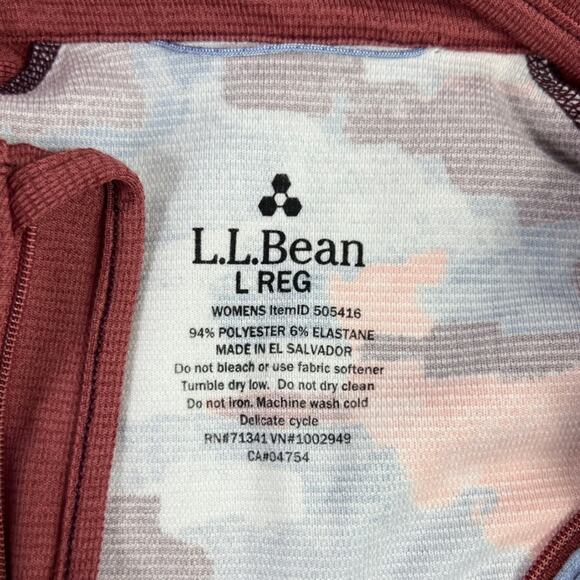 L.L.Bean
L REG
WOMENS ItemID 505416
94% POLYESTER 6% ELASTANE
MADE IN EL SALVADOR
Do not bleach or use fabric softener
Tumble dry low. Do not dry clean
Do not iron. Machine wash cold
Delicate cycle
RN#71341 VN#1002949
CA#04754